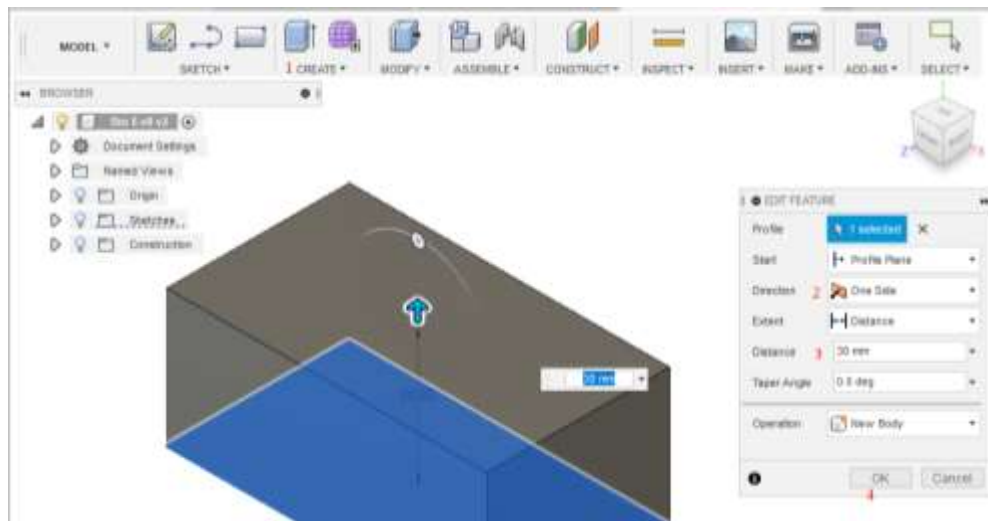 MODEL
SKETCH
1 CREATE
MODIFY
ASSEMBLE
CONSTRUCT
INSPECT
INSERT
MAKE
ADD-INS
SELECT
BROWSER
Document Settings
Named Views
Origin
Sketches
Construction
Z
X
30 mm
EDIT FEATURE
Profile 1 selected
Start Profile Plane
Direction 2 One Side
Extent Distance
Distance 3 30 mm
Taper Angle 0.0 deg
Operation New Body
OK Cancel
4